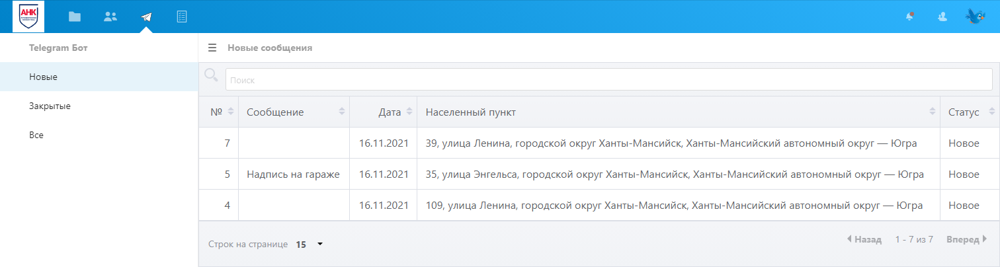 АНК
Telegram Бот
Новые сообщения
Новые
Закрытые
Все
Поиск
№ Сообщение Дата Населенный пункт Статус
7 16.11.2021 39, улица Ленина, городской округ Ханты-Мансийск, Ханты-Мансийский автономный округ — Югра Новое
5 Надпись на гараже 16.11.2021 35, улица Энгельса, городской округ Ханты-Мансийск, Ханты-Мансийский автономный округ — Югра Новое
4 16.11.2021 109, улица Ленина, городской округ Ханты-Мансийск, Ханты-Мансийский автономный округ — Югра Новое
Строк на странице 15 Назад 1 - 7 из 7 Вперед